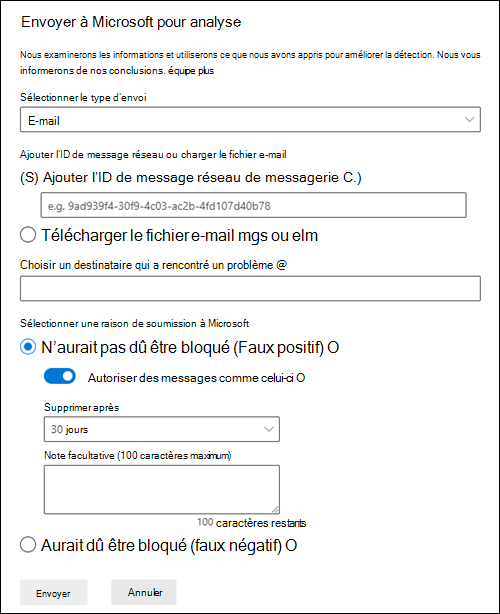 Envoyer à Microsoft pour analyse
Nous examinerons les informations et utiliserons ce que nous avons appris pour améliorer la détection. Nous vous
informerons de nos conclusions. équipe plus
Sélectionner le type d'envoi
E-mail
Ajouter l'ID de message réseau ou charger le fichier e-mail
(S) Ajouter l'ID de message réseau de messagerie C.)
e.g. 9ad939f4-30f9-4c03-ac2b-4fd107d40b78
Télécharger le fichier e-mail mgs ou elm
Choisir un destinataire qui a rencontré un problème @
Sélectionner une raison de soumission à Microsoft
N'aurait pas dû être bloqué (Faux positif) O
Autoriser des messages comme celui-ci O
Supprimer après
30 jours
Note facultative (100 caractères maximum)
100 caractères restants
Aurait dû être bloqué (faux négatif) O
Envoyer Annuler